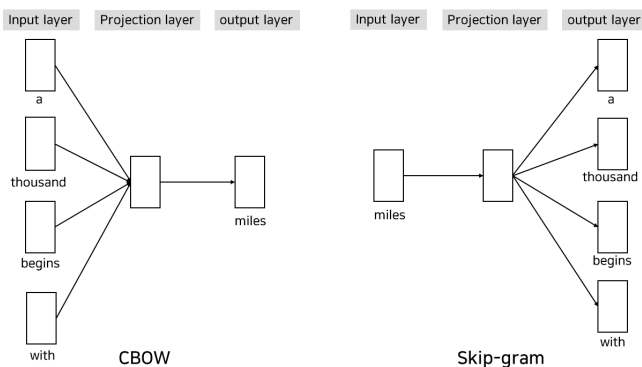 Input layer
Projection layer
output layer
a
thousand
begins
with
miles
CBOW
Input layer
Projection layer
output layer
miles
a
thousand
begins
with
Skip-gram